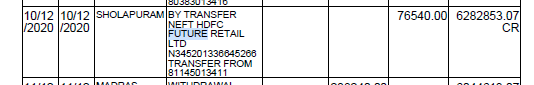 80383013416
10/12 10/12 SHOLAPURAM BY TRANSFER 76540.00 6282853.07
/2020 /2020 NEFT HDFC CR
FUTURE RETAIL
LTD
N345201336645266
TRANSFER FROM
81145013411